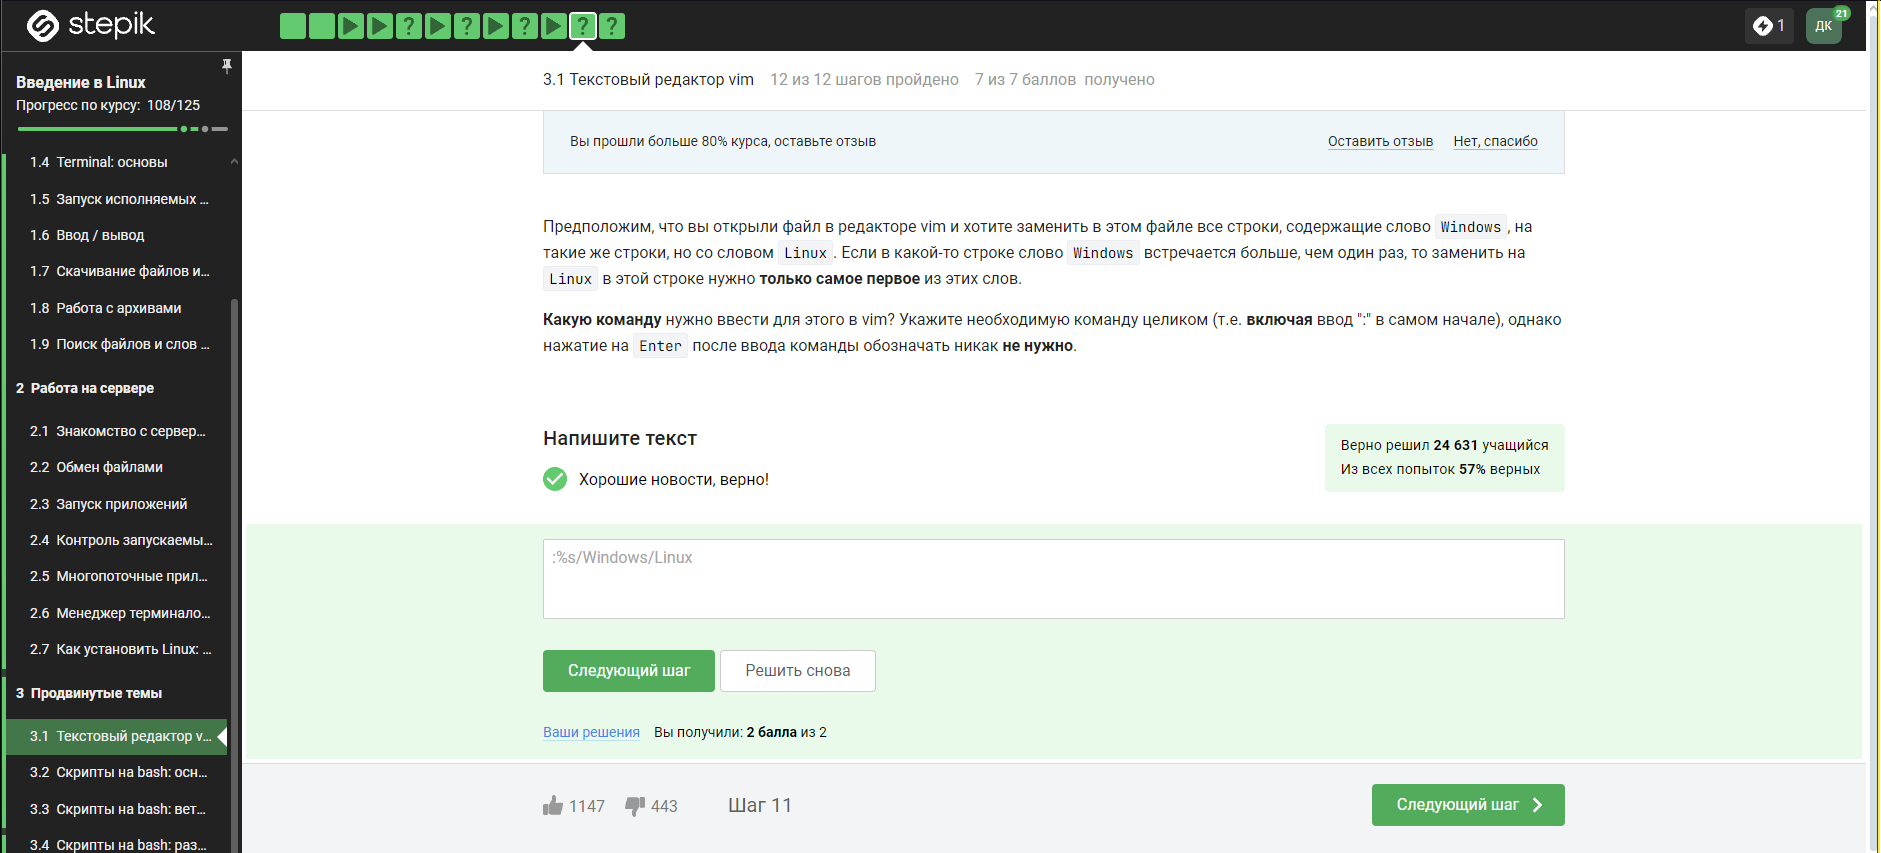 stepik
1
ДК
21
Введение в Linux
Прогресс по курсу: 108/125
1.4 Terminal: основы
1.5 Запуск исполняемых ...
1.6 Ввод / вывод
1.7 Скачивание файлов и...
1.8 Работа с архивами
1.9 Поиск файлов и слов ...
2 Работа на сервере
2.1 Знакомство с сервер...
2.2 Обмен файлами
2.3 Запуск приложений
2.4 Контроль запускаемы...
2.5 Многопоточные прил...
2.6 Менеджер терминало...
2.7 Как установить Linux: ...
3 Продвинутые темы
3.1 Текстовый редактор v...
3.2 Скрипты на bash: осн...
3.3 Скрипты на bash: вет...
3.4 Скрипты на bash: раз...
3.1 Текстовый редактор vim 12 из 12 шагов пройдено 7 из 7 баллов получено
Вы прошли больше 80% курса, оставьте отзыв Оставить отзыв Нет, спасибо
Предположим, что вы открыли файл в редакторе vim и хотите заменить в этом файле все строки, содержащие слово Windows, на
такие же строки, но со словом Linux. Если в какой-то строке слово Windows встречается больше, чем один раз, то заменить на
Linux в этой строке нужно только самое первое из этих слов.
Какую команду нужно ввести для этого в vim? Укажите необходимую команду целиком (т.е. включая ввод ":" в самом начале), однако
нажатие на Enter после ввода команды обозначать никак не нужно.
Напишите текст
Хорошие новости, верно!
Верно решил 24 631 учащийся
Из всех попыток 57% верных
:%s/Windows/Linux
Следующий шаг Решить снова
Ваши решения Вы получили: 2 балла из 2
1147 443 Шаг 11 Следующий шаг